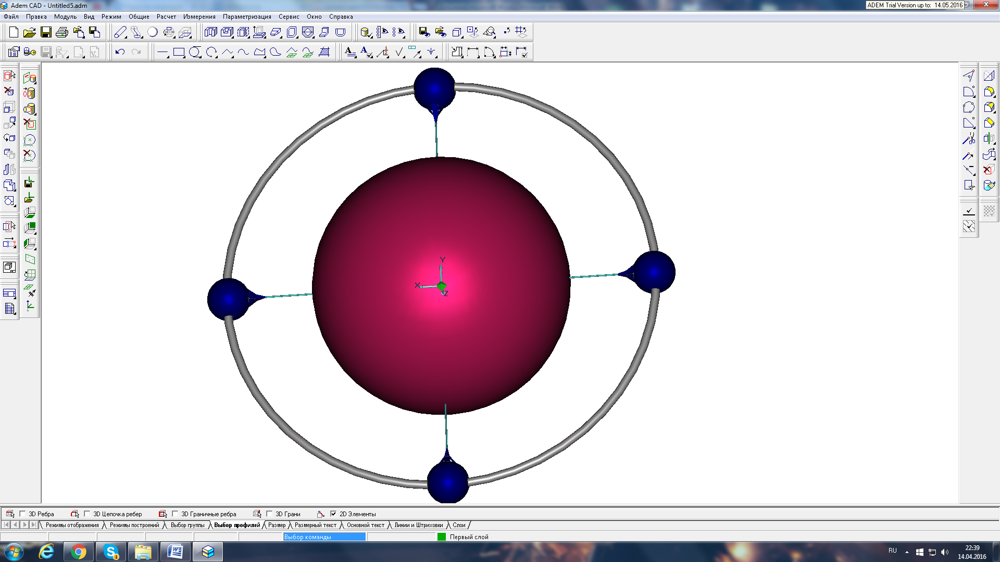 Adem CAD - Untitled5.adm
ADEM Trial Version up to: 14.05.2016
Файл Правка Модуль Вид Режим Общие Расчет Измерения Параметризация Сервис Окно Справка
Y
X
Z
3D Ребра 3D Цепочка ребер 3D Граничные ребра 3D Грани 2D Элементы
Режимы отображения Режимы построений Выбор группы Выбор профилей Размер Размерный текст Основной текст Линии и Штриховки Слои
Выбор команды Первый слой
RU
22:39
14.04.2016